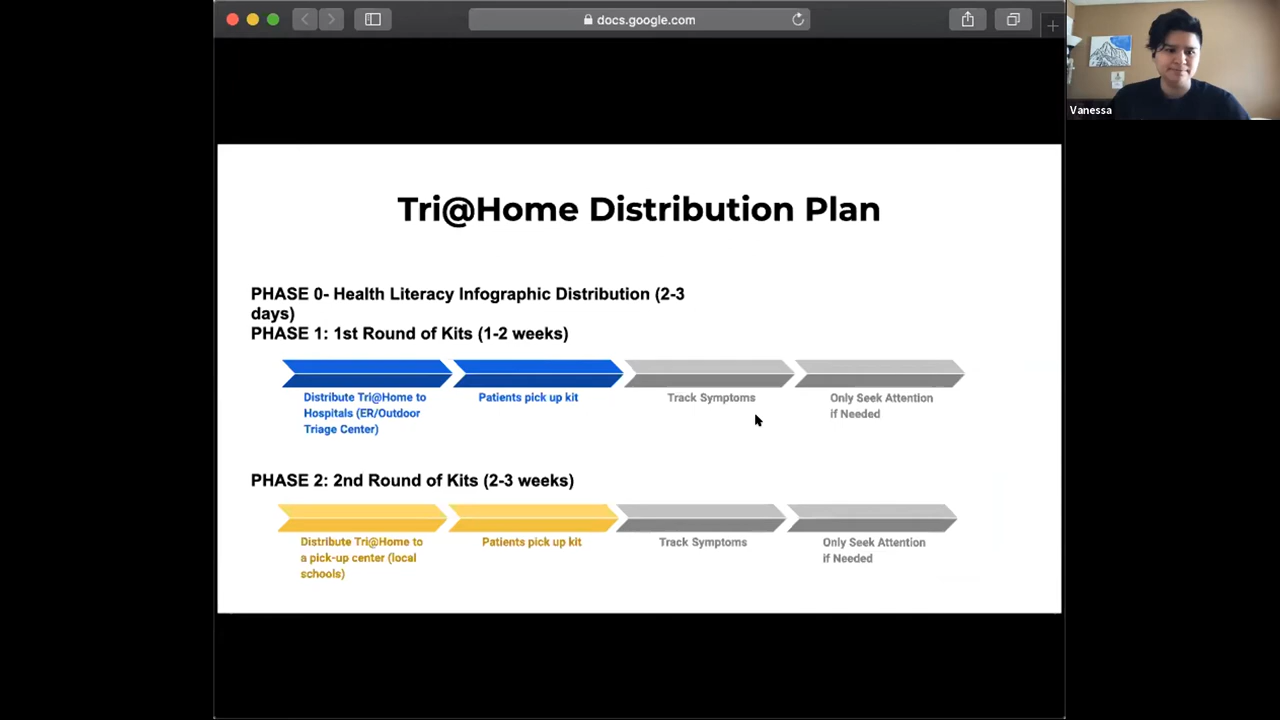 docs.google.com
Vanessa
Tri@Home Distribution Plan
PHASE 0- Health Literacy Infographic Distribution (2-3
days)
PHASE 1: 1st Round of Kits (1-2 weeks)
Distribute Tri@Home to
Hospitals (ER/Outdoor
Triage Center)
Patients pick up kit
Track Symptoms
Only Seek Attention
if Needed
PHASE 2: 2nd Round of Kits (2-3 weeks)
Distribute Tri@Home to
a pick-up center (local
schools)
Patients pick up kit
Track Symptoms
Only Seek Attention
if Needed